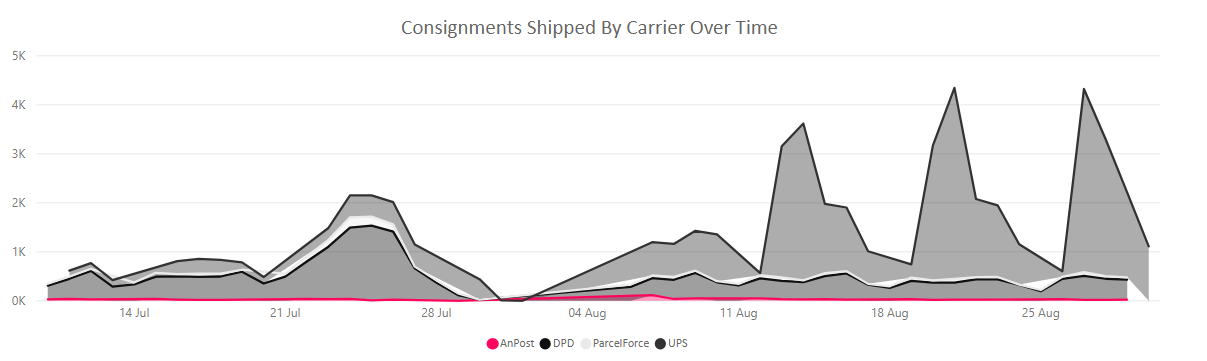 Consignments Shipped By Carrier Over Time
5K
4K
3K
2K
1K
0K
14 Jul 21 Jul 28 Jul 04 Aug 11 Aug 18 Aug 25 Aug
AnPost DPD ParcelForce UPS